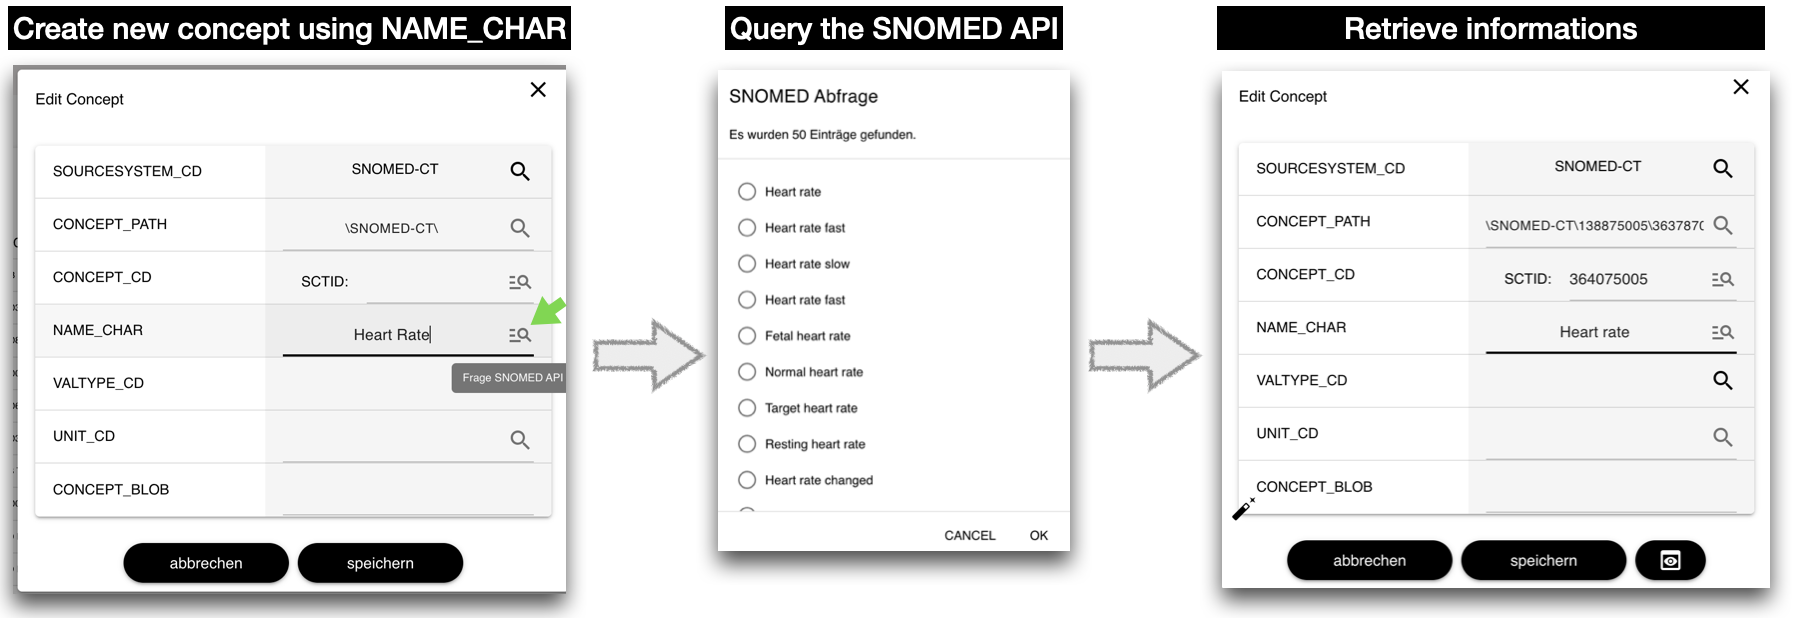 Create new concept using NAME_CHAR
Edit Concept
SOURCESYSTEM_CD
SNOMED-CT
CONCEPT_PATH
\SNOMED-CT\
CONCEPT_CD
SCTID:
NAME_CHAR
Heart Rate
Frage SNOMED API
VALTYPE_CD
UNIT_CD
CONCEPT_BLOB
abbrechen
speichern
Query the SNOMED API
SNOMED Abfrage
Es wurden 50 Einträge gefunden.
Heart rate
Heart rate fast
Heart rate slow
Heart rate fast
Fetal heart rate
Normal heart rate
Target heart rate
Resting heart rate
Heart rate changed
CANCEL
OK
Retrieve informations
Edit Concept
SOURCESYSTEM_CD
SNOMED-CT
CONCEPT_PATH
\SNOMED-CT\138875005\3637870
CONCEPT_CD
SCTID: 364075005
NAME_CHAR
Heart rate
VALTYPE_CD
UNIT_CD
CONCEPT_BLOB
abbrechen
speichern